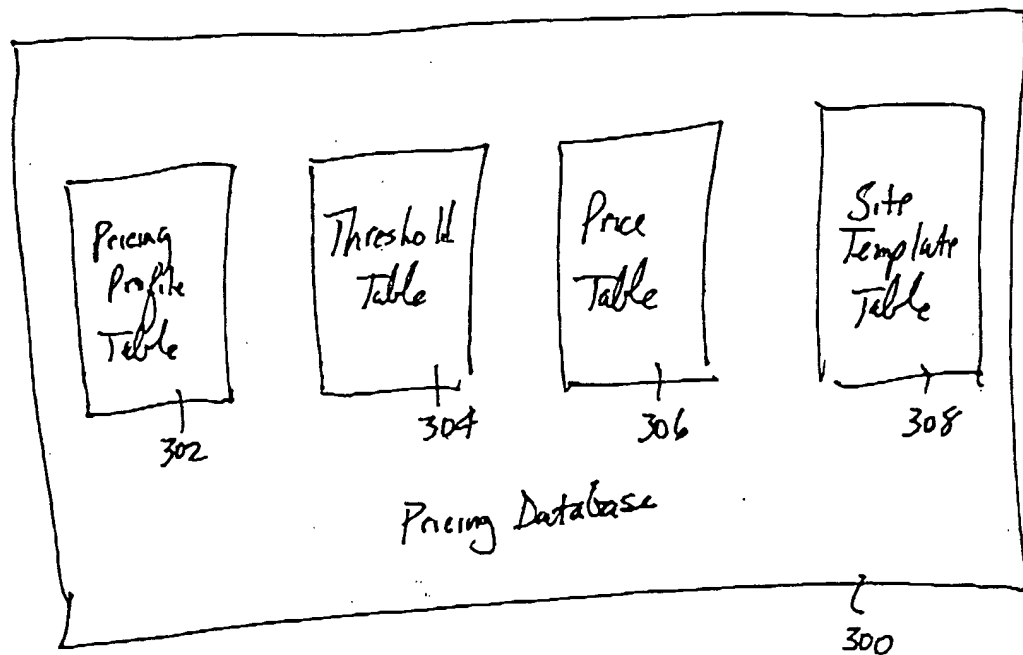 Pricing
Profile
Table
302
Threshold
Table
304
Price
Table
306
Site
Template
Table
308
Pricing Database
300